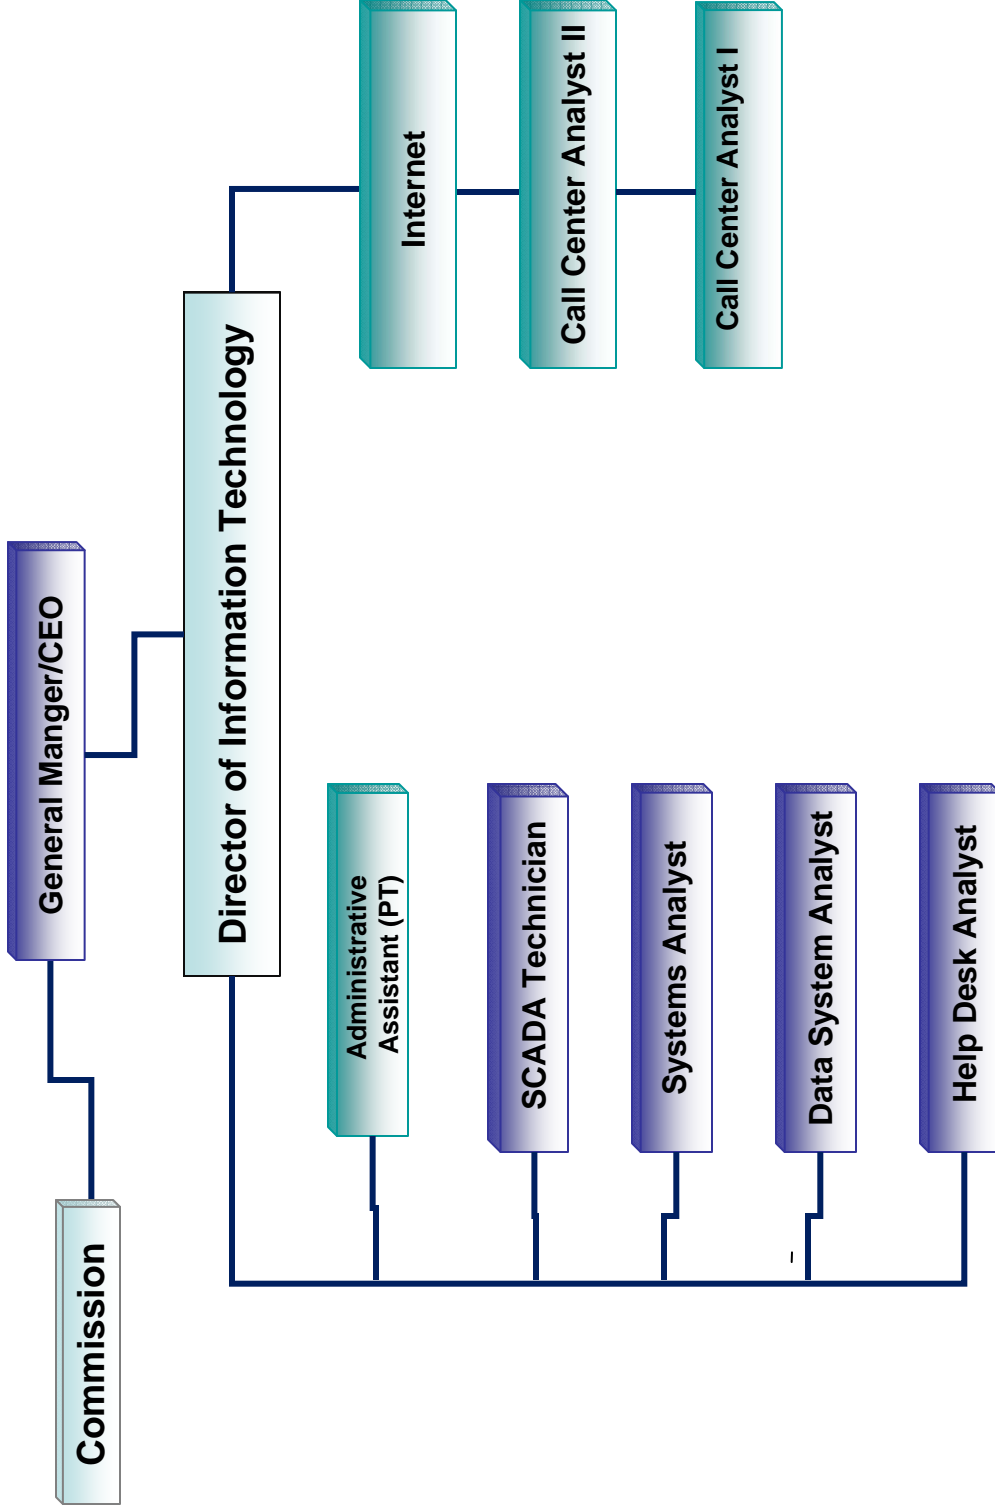 Commission
General Manger/CEO
Director of Information Technology
Administrative
Assistant (PT)
SCADA Technician
Systems Analyst
Data System Analyst
Help Desk Analyst
Internet
Call Center Analyst II
Call Center Analyst I